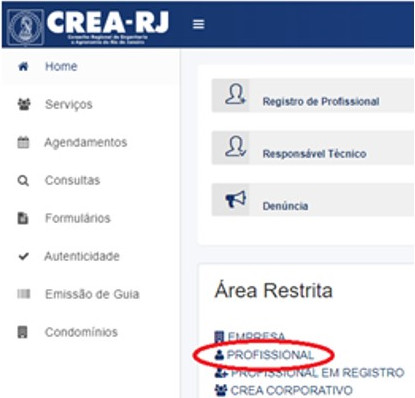 CREA-RJ
Conselho Regional de Engenharia
e Agronomia do Rio de Janeiro
Home
Serviços
Agendamentos
Consultas
Formulários
Autenticidade
Emissão de Guia
Condomínios
Registro de Profissional
Responsável Técnico
Denúncia
Área Restrita
EMPRESA
PROFISSIONAL
PROFISSIONAL EM REGISTRO
CREA CORPORATIVO